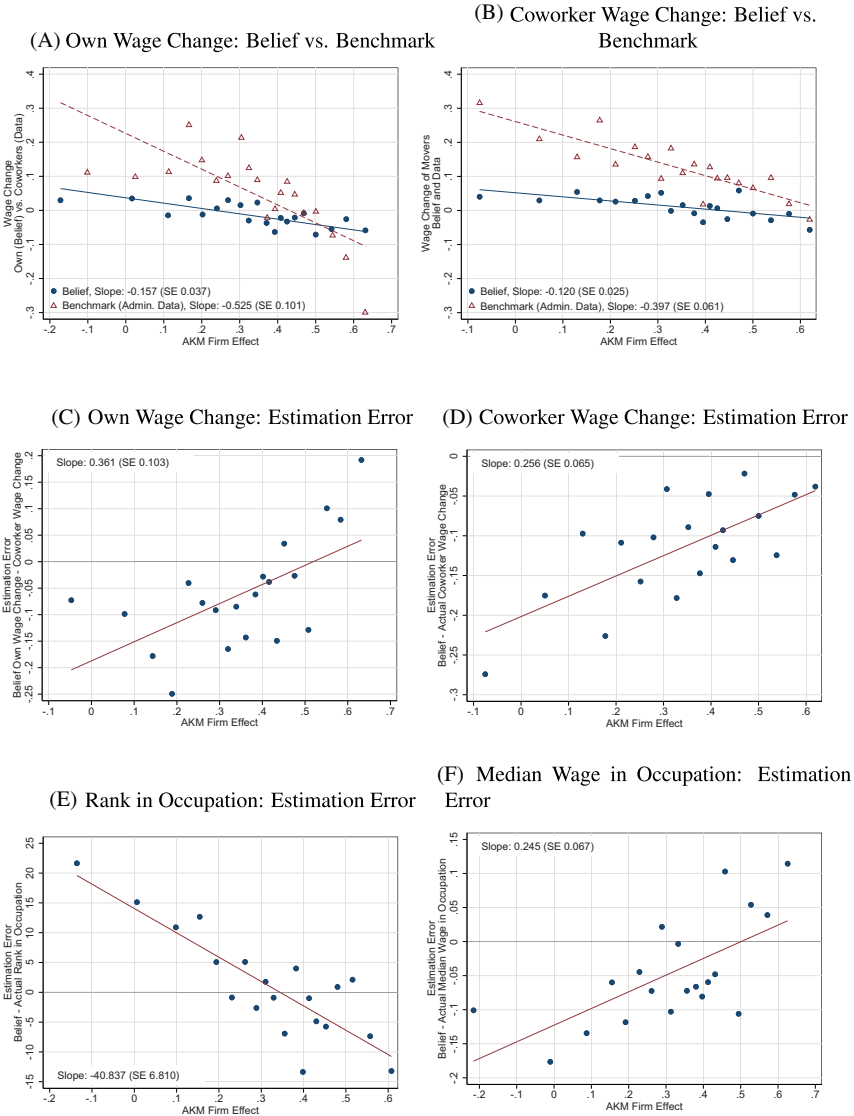 (A) Own Wage Change: Belief vs. Benchmark
.4
.3
.2
.1
0
-.1
-.2
-.3
Wage Change
Own (Belief) vs. Coworkers (Data)
Belief, Slope: -0.157 (SE 0.037)
Benchmark (Admin. Data), Slope: -0.525 (SE 0.101)
-.2 -.1 0 .1 .2 .3 .4 .5 .6 .7
AKM Firm Effect
(B) Coworker Wage Change: Belief vs.
Benchmark
.4
.3
.2
.1
0
-.1
-.2
-.3
Wage Change of Movers
Belief and Data
Belief, Slope: -0.120 (SE 0.025)
Benchmark (Admin. Data), Slope: -0.397 (SE 0.061)
-.1 0 .1 .2 .3 .4 .5 .6
AKM Firm Effect
(C) Own Wage Change: Estimation Error
.2
.15
.1
.05
0
-.05
-.1
-.15
-.2
-.25
Estimation Error
Belief Own Wage Change - Coworker Wage Change
Slope: 0.361 (SE 0.103)
-.1 0 .1 .2 .3 .4 .5 .6 .7
AKM Firm Effect
(D) Coworker Wage Change: Estimation Error
0
-.05
-.1
-.15
-.2
-.25
-.3
Estimation Error
Belief - Actual Coworker Wage Change
Slope: 0.256 (SE 0.065)
-.1 0 .1 .2 .3 .4 .5 .6
AKM Firm Effect
(E) Rank in Occupation: Estimation Error
25
20
15
10
5
0
-5
-10
-15
Estimation Error
Belief - Actual Rank in Occupation
Slope: -40.837 (SE 6.810)
-.2 -.1 0 .1 .2 .3 .4 .5 .6
AKM Firm Effect
(F) Median Wage in Occupation: Estimation
Error
.15
.1
.05
0
-.05
-.1
-.15
-.2
Estimation Error
Belief - Actual Median Wage in Occupation
Slope: 0.245 (SE 0.067)
-.2 -.1 0 .1 .2 .3 .4 .5 .6 .7
AKM Firm Effect